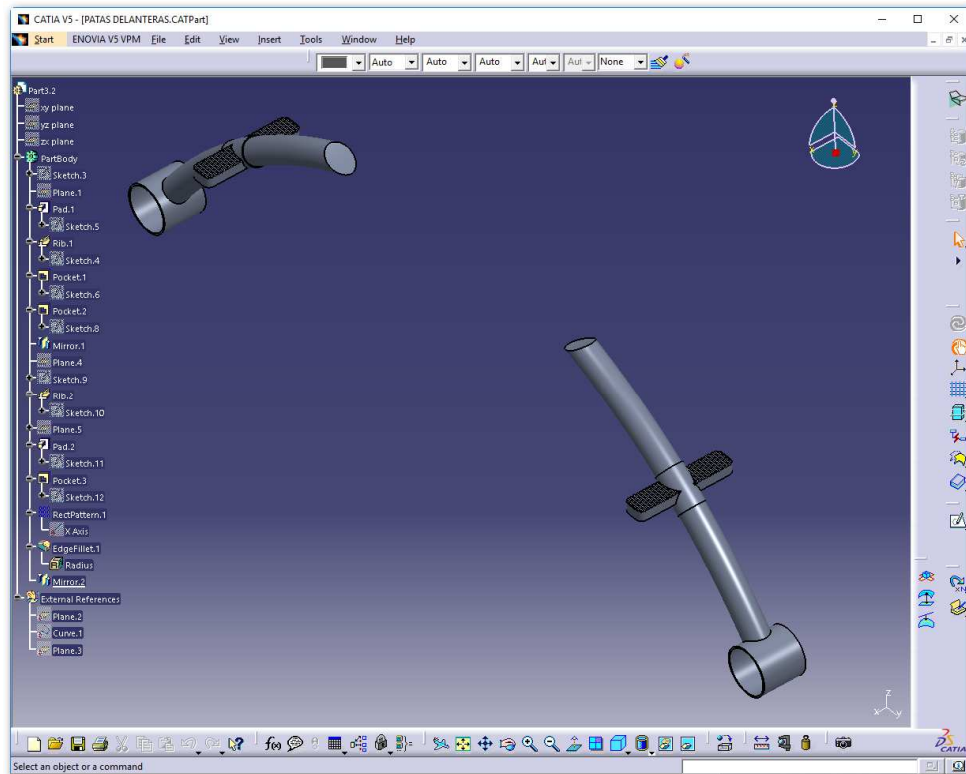 CATIA V5 - [PATAS DELANTERAS.CATPart]
Start ENOVIA V5 VPM File Edit View Insert Tools Window Help
Auto Auto Auto Aut Aut None
Part3.2
xy plane
yz plane
zx plane
PartBody
Sketch.3
Plane.1
Pad.1
Sketch.5
Rib.1
Sketch.4
Pocket.1
Sketch.6
Pocket.2
Sketch.8
Mirror.1
Plane.4
Sketch.9
Rib.2
Sketch.10
Plane.5
Pad.2
Sketch.11
Pocket.3
Sketch.12
RectPattern.1
X Axis
EdgeFillet.1
Radius
Mirror.2
External References
Plane.2
Curve.1
Plane.3
z
x y
f(x)
CATIA
Select an object or a command